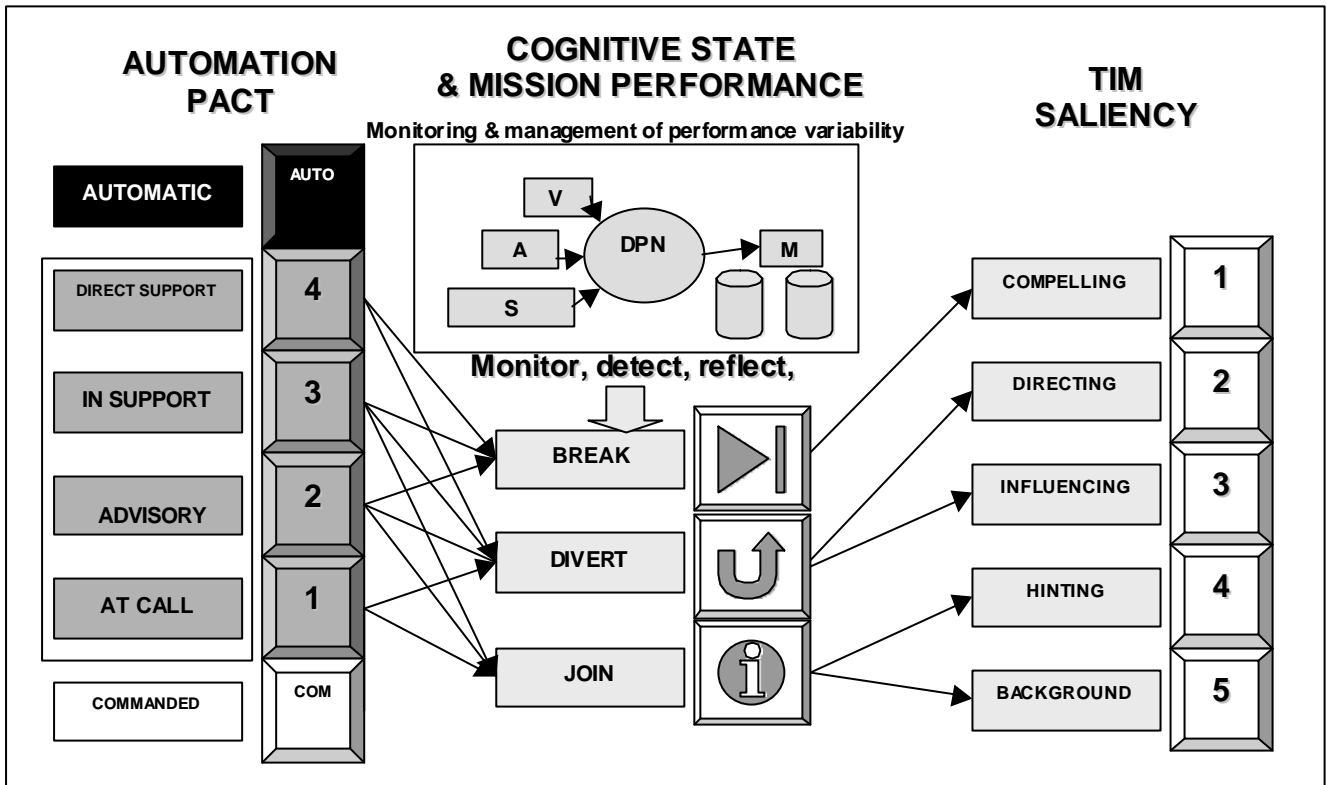 AUTOMATION
PACT
COGNITIVE STATE
& MISSION PERFORMANCE
Monitoring & management of performance variability
TIM
SALIENCY
AUTOMATIC
AUTO
DIRECT SUPPORT
4
IN SUPPORT
3
ADVISORY
2
AT CALL
1
COMMANDED
COM
V
A
S
DPN
M
Monitor, detect, reflect,
BREAK
DIVERT
JOIN
i
COMPELLING
1
DIRECTING
2
INFLUENCING
3
HINTING
4
BACKGROUND
5